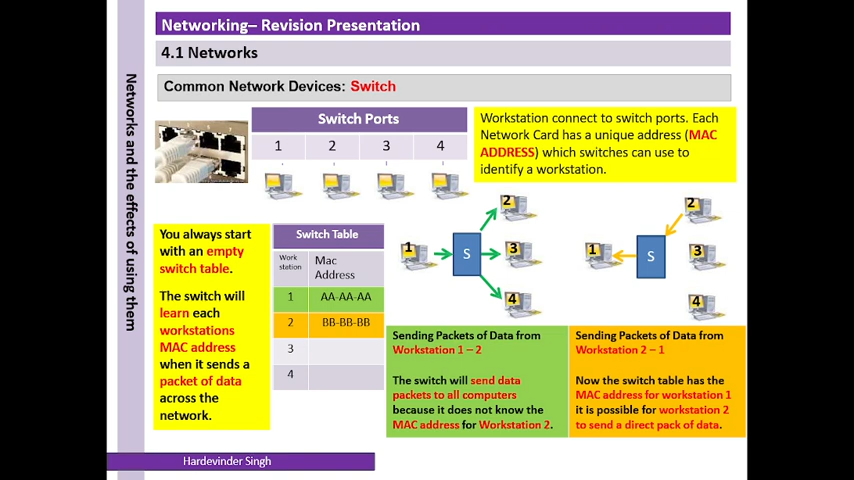 Networking– Revision Presentation
4.1 Networks
Networks and the effects of using them
Common Network Devices: Switch
Switch Ports
1 2 3 4
Workstation connect to switch ports. Each
Network Card has a unique address (MAC
ADDRESS) which switches can use to
identify a workstation.
You always start
with an empty
switch table.
The switch will
learn each
workstations
MAC address
when it sends a
packet of data
across the
network.
Switch Table
Work
station
Mac
Address
1 AA-AA-AA
2 BB-BB-BB
3
4
1
S
2
3
4
1
S
2
3
4
Sending Packets of Data from
Workstation 1 – 2
The switch will send data
packets to all computers
because it does not know the
MAC address for Workstation 2.
Sending Packets of Data from
Workstation 2 – 1
Now the switch table has the
MAC address for workstation 1
it is possible for workstation 2
to send a direct pack of data.
Hardevinder Singh